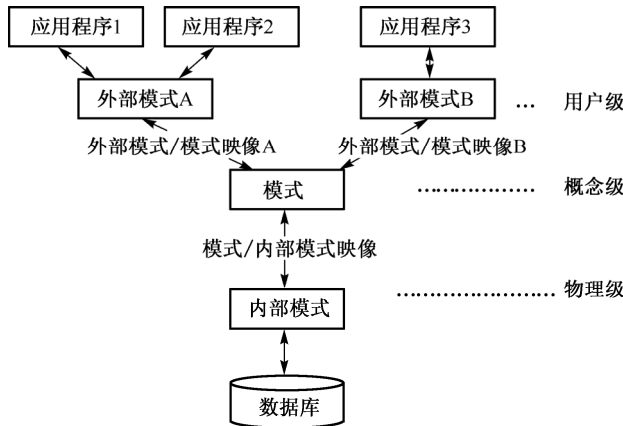 应用程序1
应用程序2
应用程序3
外部模式A
外部模式B
…
用户级
外部模式/模式映像A
外部模式/模式映像B
模式
………………
概念级
模式/内部模式映像
内部模式
……………………
物理级
数据库